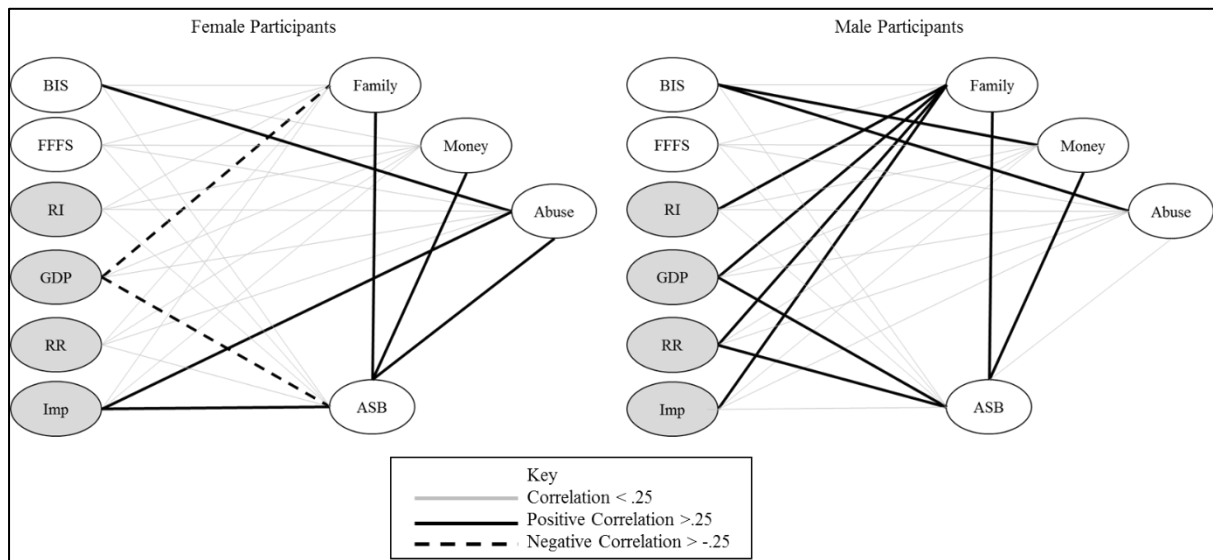 Female Participants
BIS
FFFS
RI
GDP
RR
Imp
Family
Money
Abuse
ASB
Male Participants
BIS
FFFS
RI
GDP
RR
Imp
Family
Money
Abuse
ASB
Key
Correlation < .25
Positive Correlation >.25
Negative Correlation > -.25